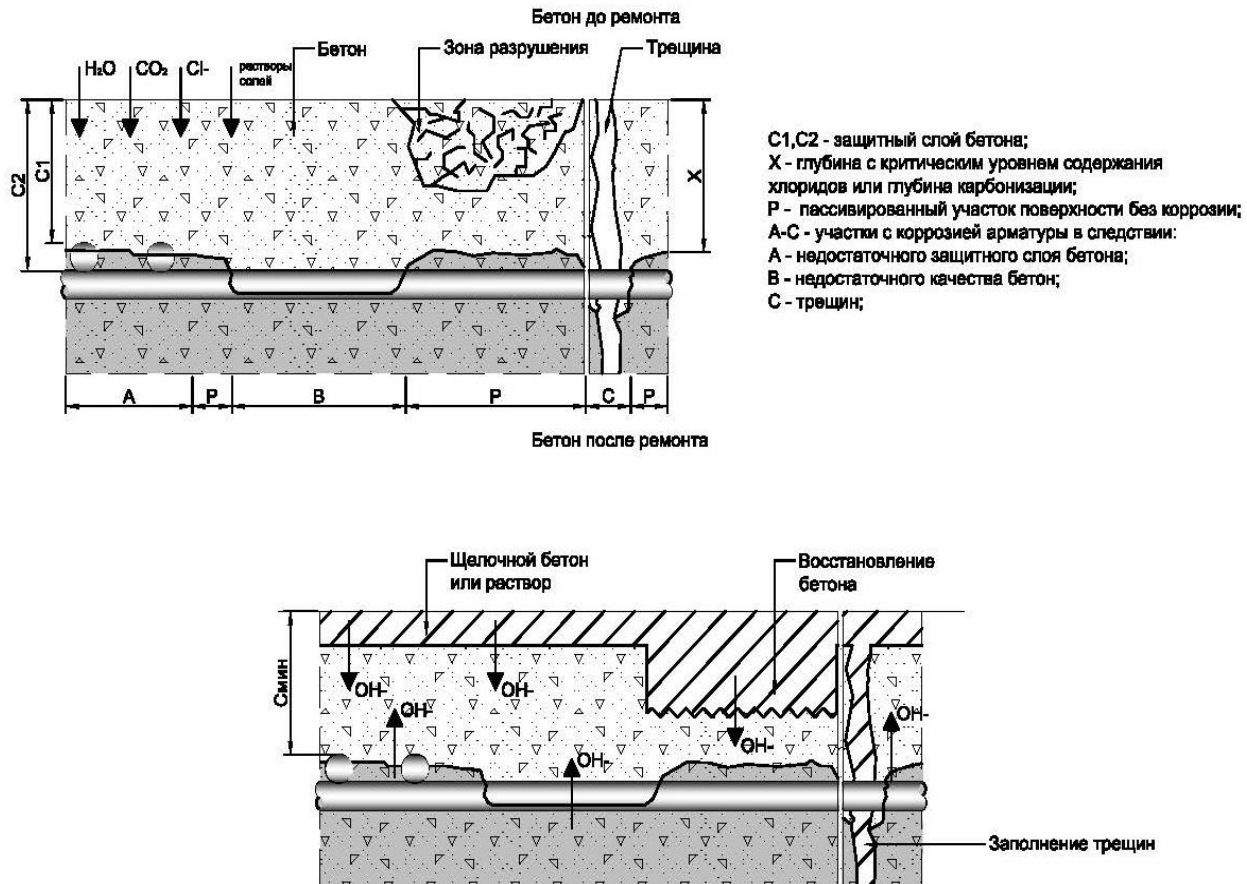 Бетон до ремонта
H₂O
CO₂
Cl-
растворы
солей
Бетон
Зона разрушения
Трещина
C2
C1
X
C1,C2 - защитный слой бетона;
X - глубина с критическим уровнем содержания
хлоридов или глубина карбонизации;
P - пассивированный участок поверхности без коррозии;
A-C - участки с коррозией арматуры в следствии:
A - недостаточного защитного слоя бетона;
B - недостаточного качества бетон;
C - трещин;
A
P
B
P
C
P
Бетон после ремонта
Щелочной бетон
или раствор
Восстановление
бетона
Cмин
OH-
OH-
OH-
OH-
OH-
OH-
Заполнение трещин